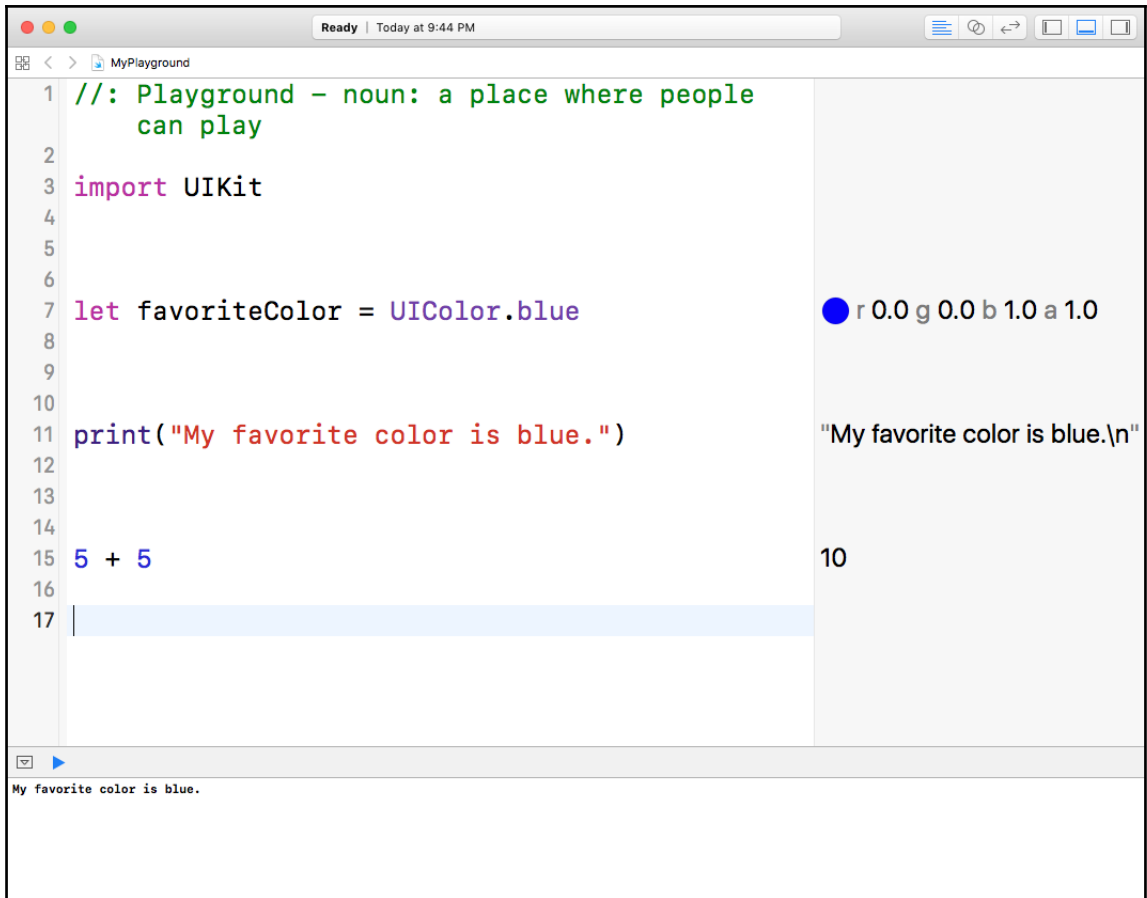 Ready | Today at 9:44 PM
MyPlayground
1 //: Playground – noun: a place where people
can play
2
3 import UIKit
4
5
6
7 let favoriteColor = UIColor.blue r 0.0 g 0.0 b 1.0 a 1.0
8
9
10
11 print("My favorite color is blue.") "My favorite color is blue.\n"
12
13
14
15 5 + 5 10
16
17
My favorite color is blue.